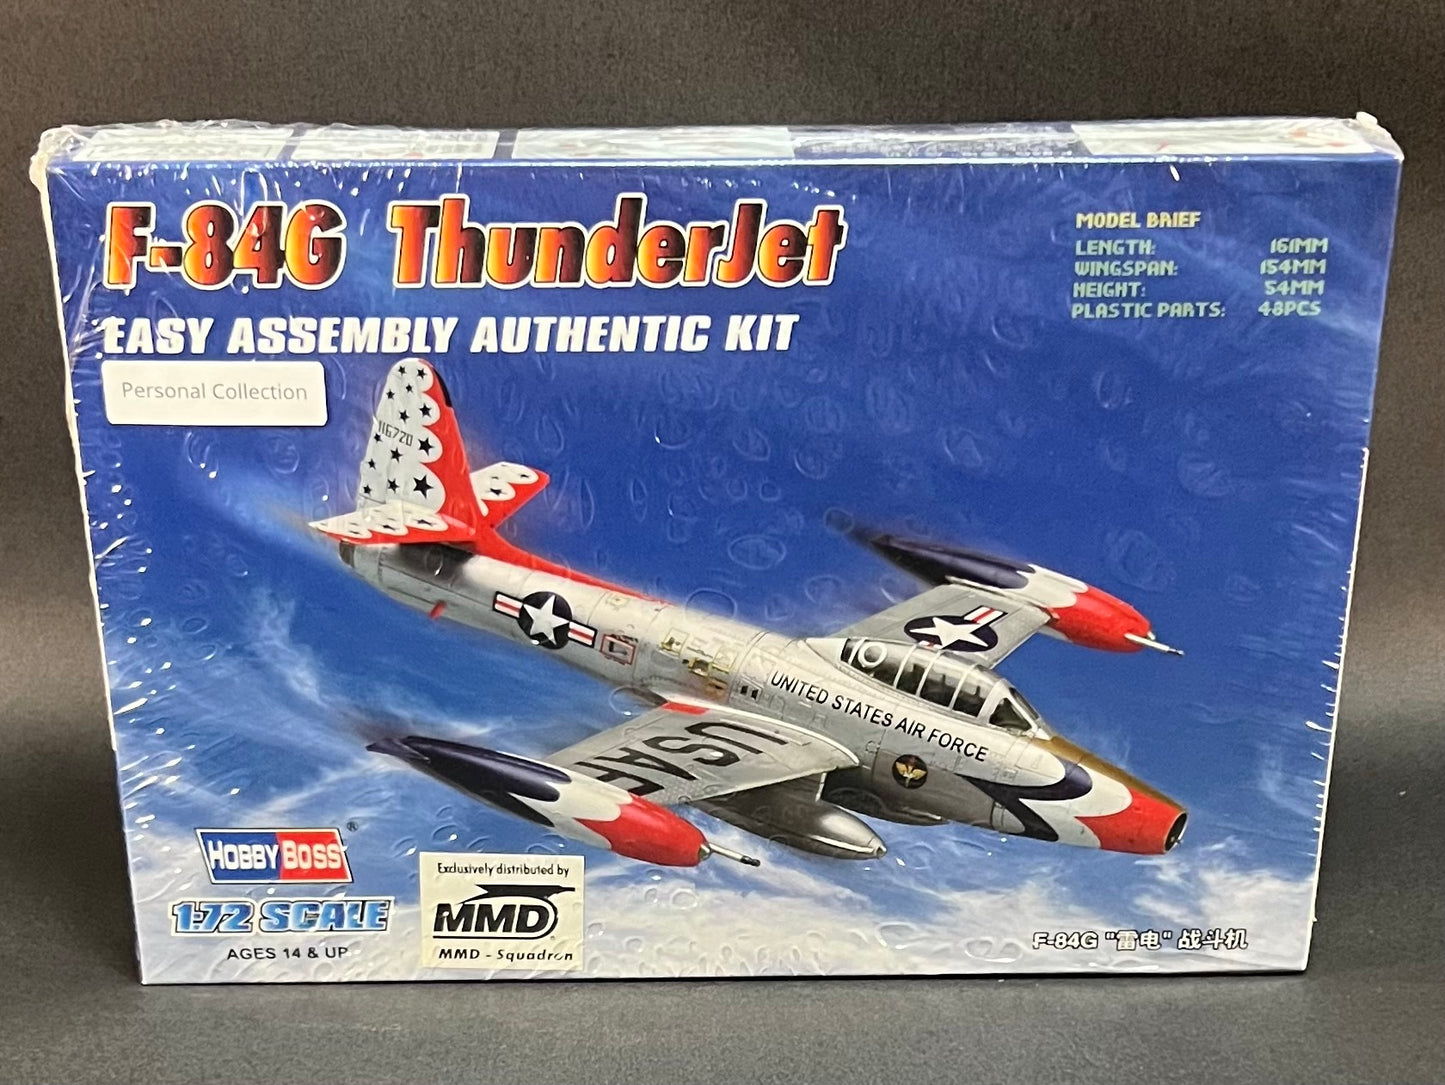 F-84G ThunderJet
EASY ASSEMBLY AUTHENTIC KIT
Personal Collection
MODEL BRIEF
LENGTH: 161MM
WINGSPAN: 154MM
HEIGHT: 54MM
PLASTIC PARTS: 48PCS
116720
UNITED STATES AIR FORCE
USAF
HOBBYBOSS®
1:72 SCALE
AGES 14 & UP
Exclusively distributed by
MMD
MMD - Squadron
F-84G "雷电" 战斗机